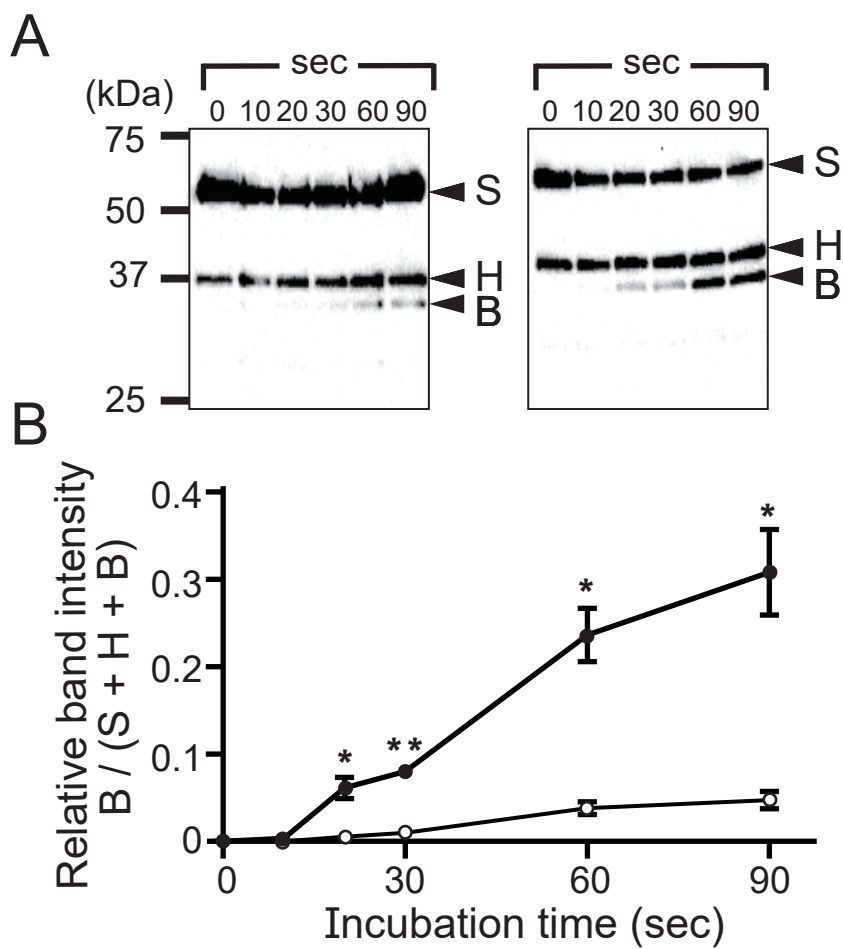 A
sec
sec
(kDa)
0 10 20 30 60 90
0 10 20 30 60 90
75
50
37
25
S
H
B
S
H
B
B
Relative band intensity
B / (S + H + B)
0.4
0.3
0.2
0.1
0
*
**
*
*
0 30 60 90
Incubation time (sec)